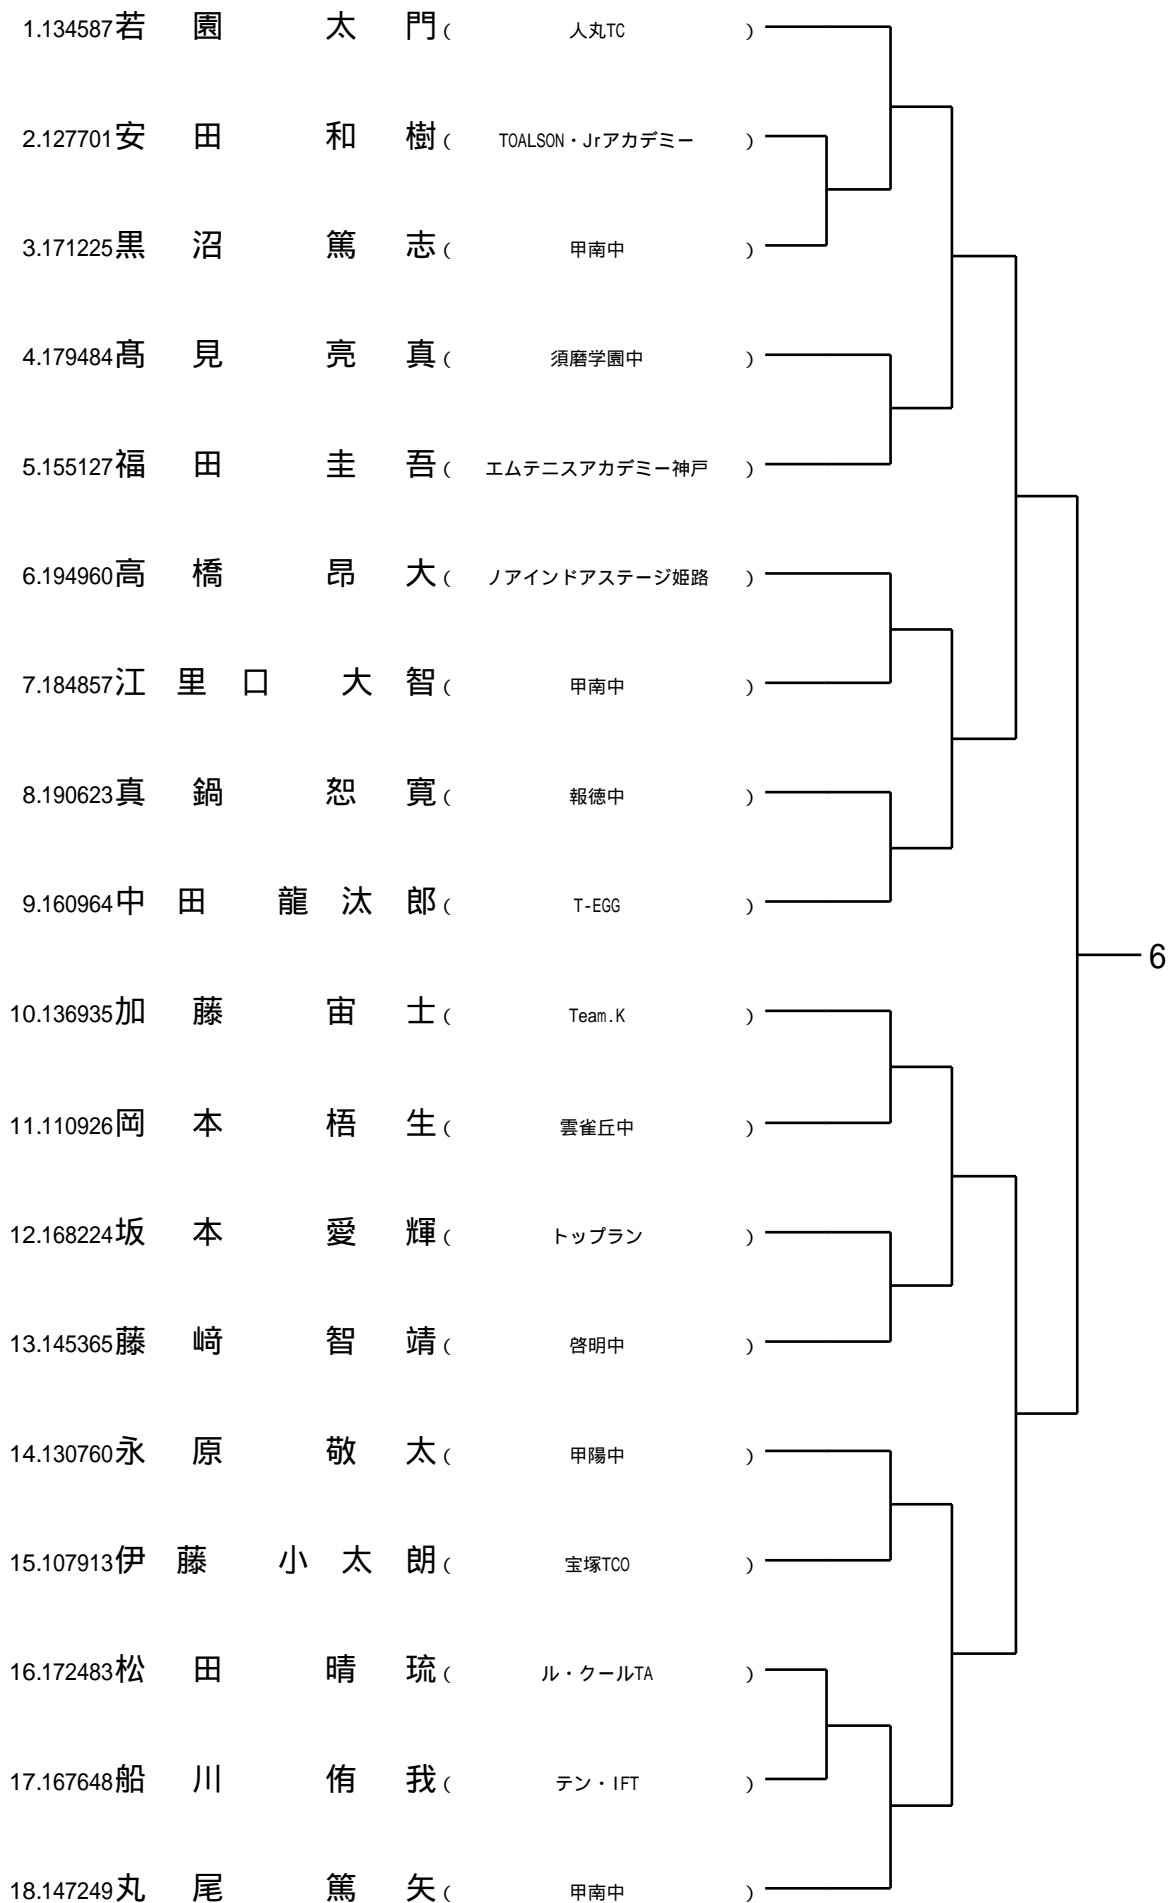 1.134587若園 太門( 人丸TC )
2.127701安田 和樹( TOALSON・Jrアカデミー )
3.171225黒沼 篤志( 甲南中 )
4.179484髙見 亮真( 須磨学園中 )
5.155127福田 圭吾( エムテニスアカデミー神戸 )
6.194960高橋 昂大( ノアインドアステージ姫路 )
7.184857江里口 大智( 甲南中 )
8.190623真鍋 恕寛( 報徳中 )
9.160964中田 龍汰郎( T-EGG )
6
10.136935加藤 宙士( Team.K )
11.110926岡本 梧生( 雲雀丘中 )
12.168224坂本 愛輝( トップラン )
13.145365藤﨑 智靖( 啓明中 )
14.130760永原 敬太( 甲陽中 )
15.107913伊藤 小太朗( 宝塚TCO )
16.172483松田 晴琉( ル・クールTA )
17.167648船川 侑我( テン・IFT )
18.147249丸尾 篤矢( 甲南中 )